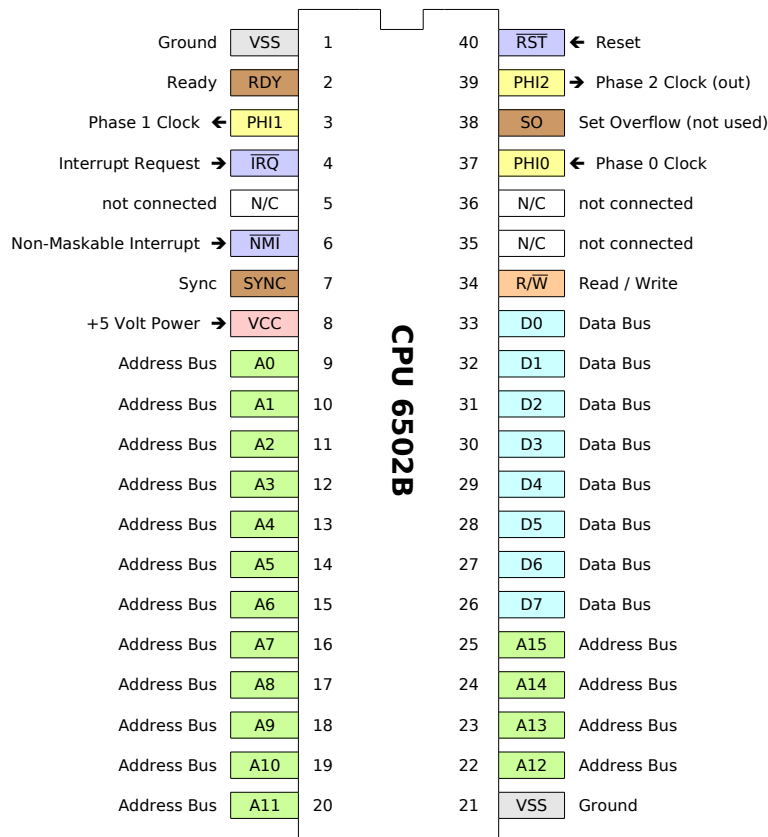 Ground VSS 1 40 R̅S̅T̅ 🡰 Reset
Ready RDY 2 39 PHI2 🡲 Phase 2 Clock (out)
Phase 1 Clock 🡰 PHI1 3 38 SO Set Overflow (not used)
Interrupt Request 🡲 I̅R̅Q̅ 4 37 PHI0 🡰 Phase 0 Clock
not connected N/C 5 36 N/C not connected
Non-Maskable Interrupt 🡲 N̅M̅I̅ 6 35 N/C not connected
Sync SYNC 7 34 R/W̅ Read / Write
+5 Volt Power 🡲 VCC 8 33 D0 Data Bus
Address Bus A0 9 32 D1 Data Bus
Address Bus A1 10 31 D2 Data Bus
Address Bus A2 11 30 D3 Data Bus
Address Bus A3 12 29 D4 Data Bus
Address Bus A4 13 28 D5 Data Bus
Address Bus A5 14 27 D6 Data Bus
Address Bus A6 15 26 D7 Data Bus
Address Bus A7 16 25 A15 Address Bus
Address Bus A8 17 24 A14 Address Bus
Address Bus A9 18 23 A13 Address Bus
Address Bus A10 19 22 A12 Address Bus
Address Bus A11 20 21 VSS Ground
CPU 6502B